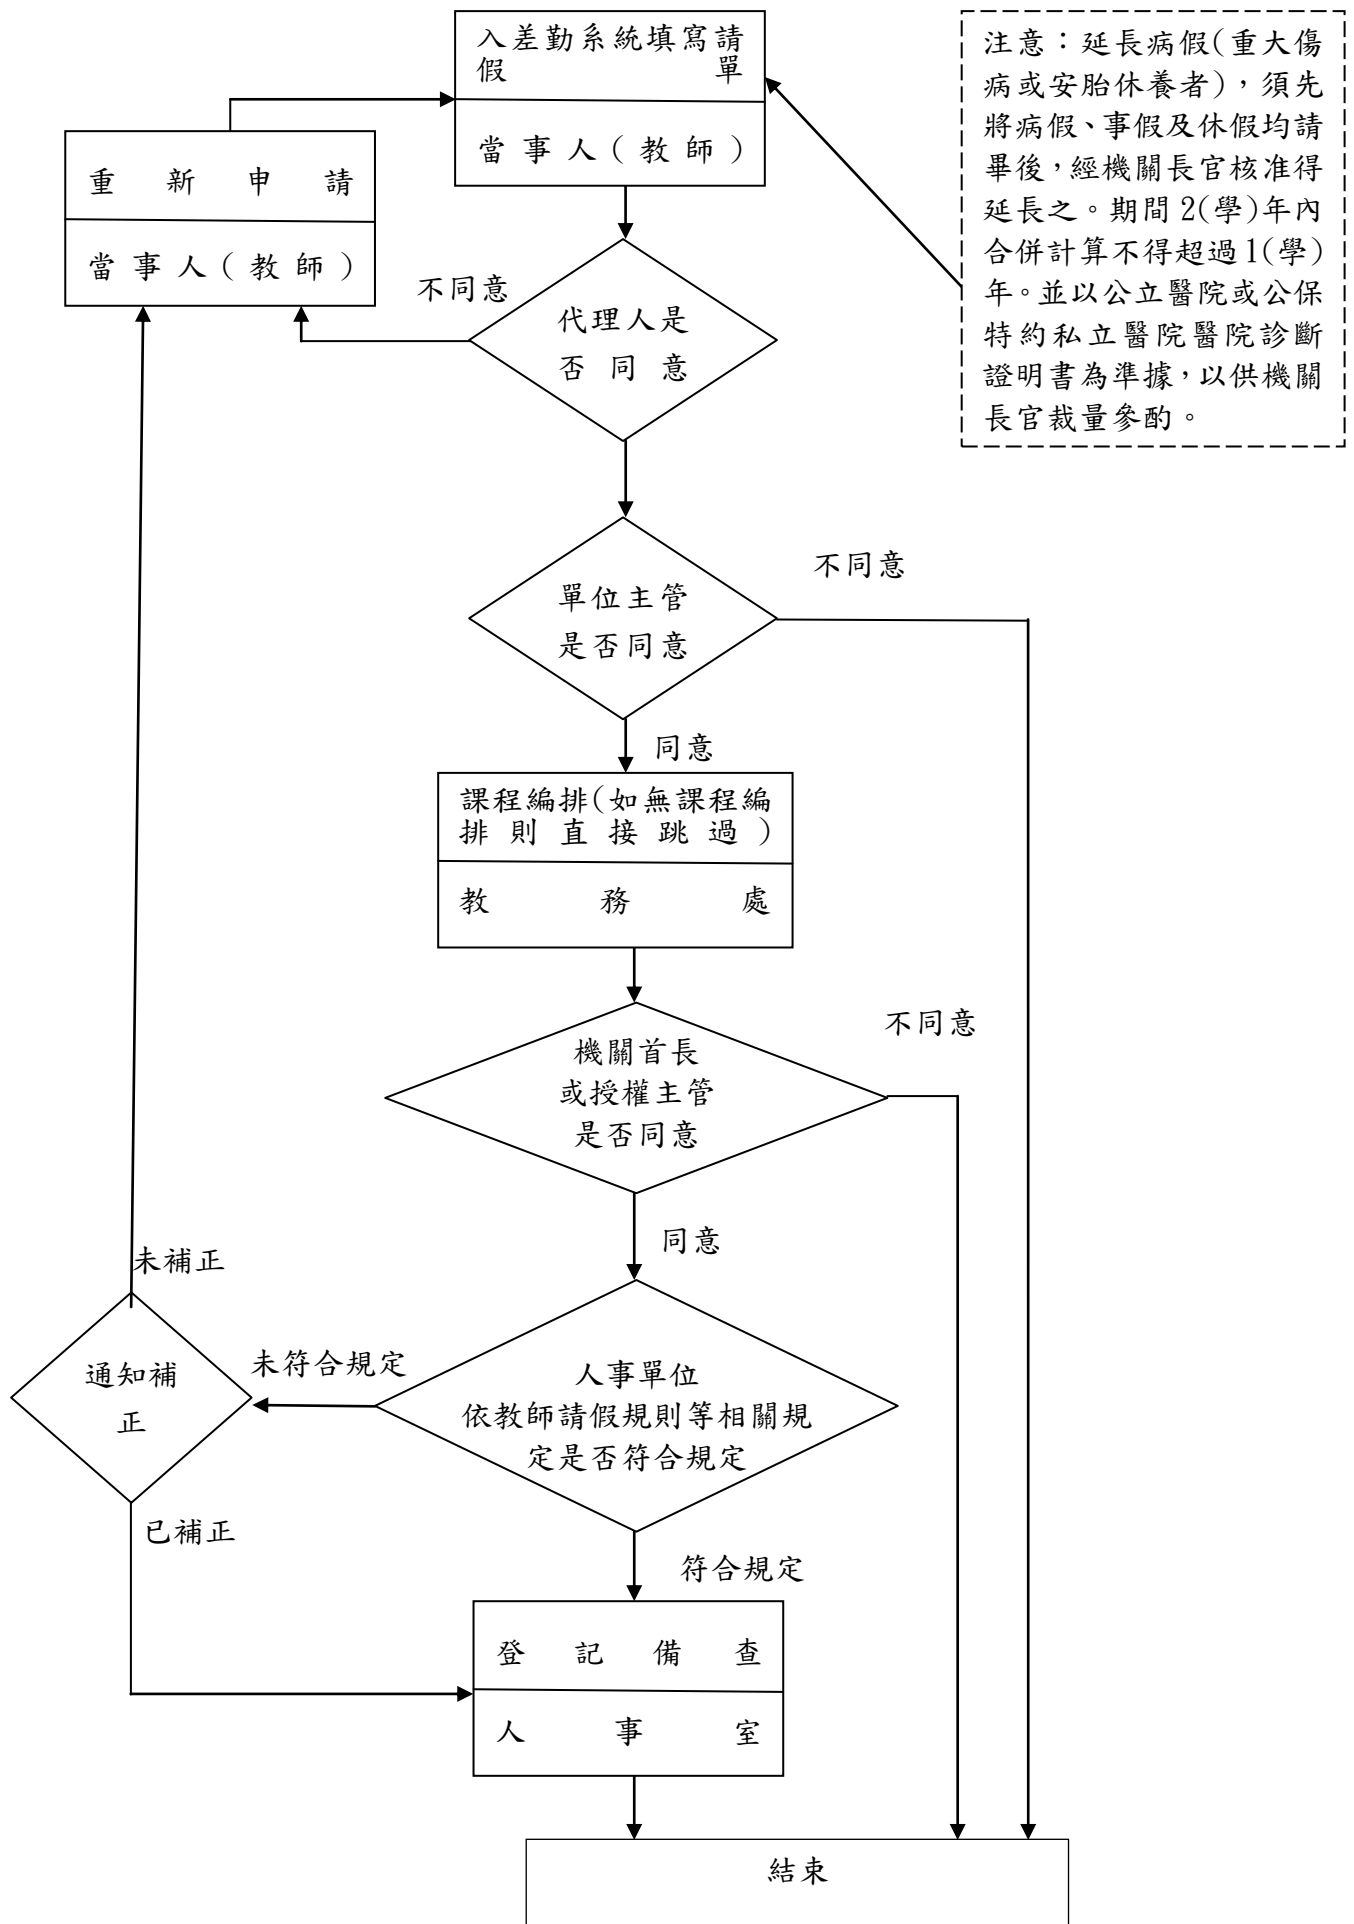 入差勤系統填寫請
假單
當事人(教師)
注意：延長病假(重大傷
病或安胎休養者)，須先
將病假、事假及休假均請
畢後，經機關長官核准得
延長之。期間2(學)年內
合併計算不得超過1(學)
年。並以公立醫院或公保
特約私立醫院醫院診斷
證明書為準據，以供機關
長官裁量參酌。
重新申請
當事人(教師)
不同意
代理人是
否同意
不同意
單位主管
是否同意
同意
課程編排(如無課程編
排則直接跳過)
教務處
不同意
機關首長
或授權主管
是否同意
同意
未補正
通知補
正
未符合規定
人事單位
依教師請假規則等相關規
定是否符合規定
已補正
符合規定
登記備查
人事室
結束